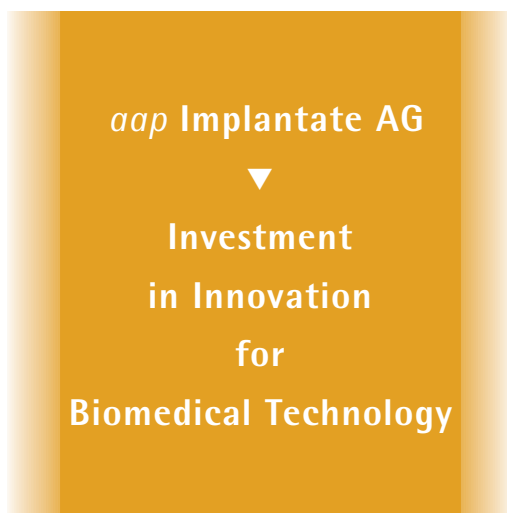 aap Implantate AG
Investment
in Innovation
for
Biomedical Technology